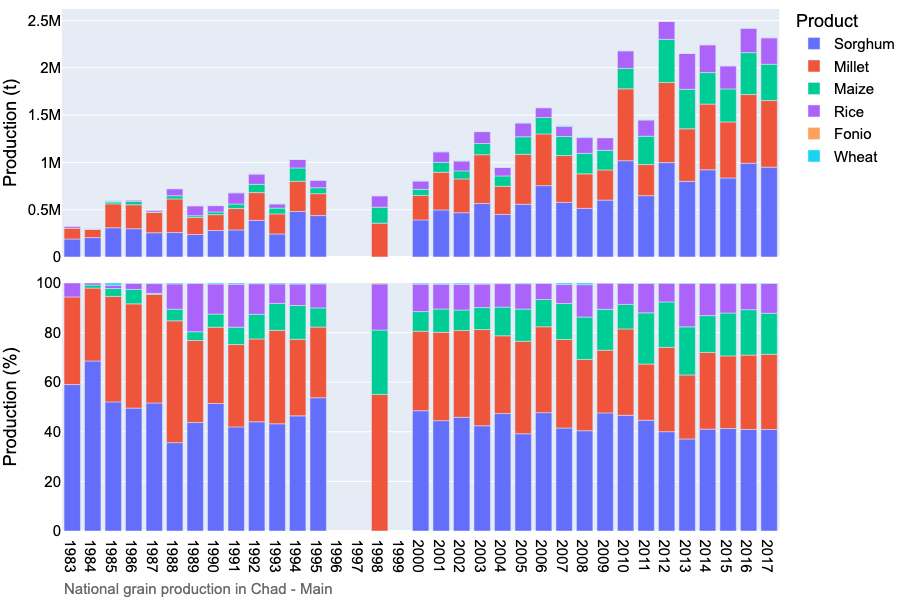 Production (t)
2.5M
2M
1.5M
1M
0.5M
0
Product
Sorghum
Millet
Maize
Rice
Fonio
Wheat
Production (%)
100
80
60
40
20
0
1983
1984
1985
1986
1987
1988
1989
1990
1991
1992
1993
1994
1995
1996
1997
1998
1999
2000
2001
2002
2003
2004
2005
2006
2007
2008
2009
2010
2011
2012
2013
2014
2015
2016
2017
National grain production in Chad - Main